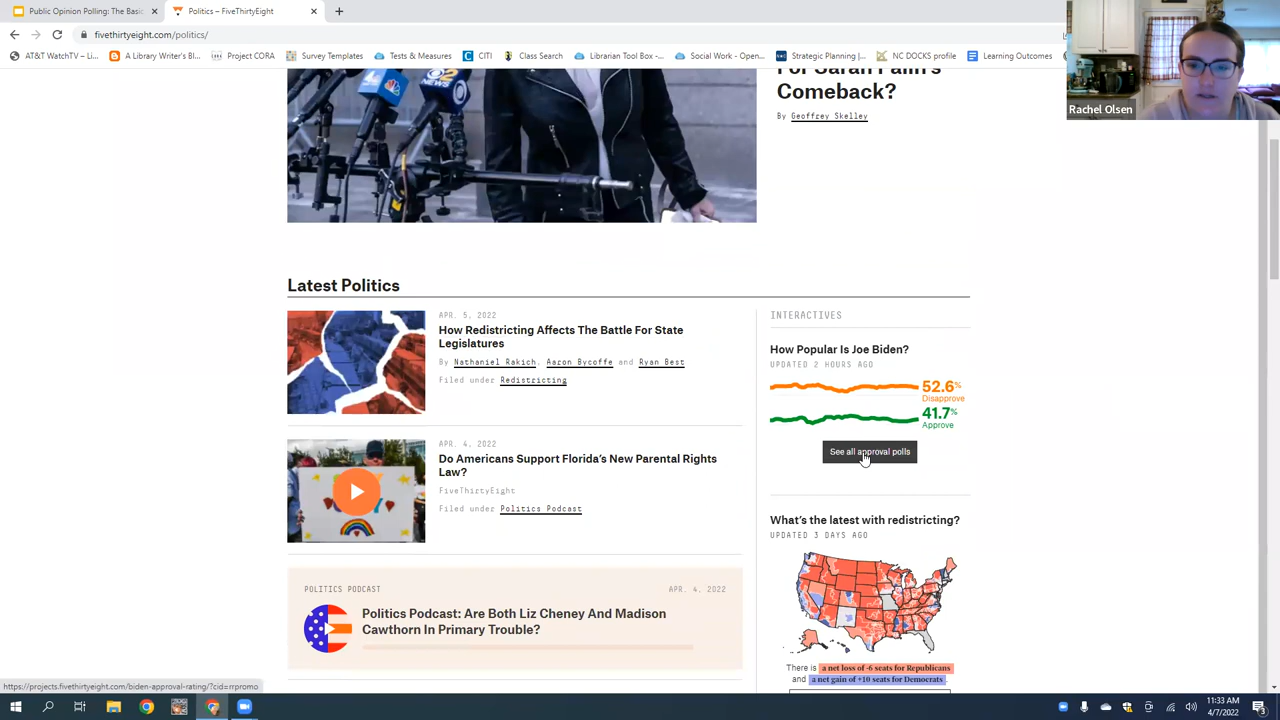 Public Opinion Polling: The Basic
Politics – FiveThirtyEight
fivethirtyeight.com/politics/
AT&T WatchTV – Li...
A Library Writer's Bl...
Project CORA
Survey Templates
Tests & Measures
CITI
Class Search
Librarian Tool Box -...
Social Work - Open...
Strategic Planning |...
NC DOCKS profile
Learning Outcomes
Rachel Olsen
For Sarah Palin's
Comeback?
By Geoffrey Skelley
NBC
2
Latest Politics
APR. 5, 2022
How Redistricting Affects The Battle For State
Legislatures
By Nathaniel Rakich, Aaron Bycoffe and Ryan Best
Filed under Redistricting
APR. 4, 2022
Do Americans Support Florida's New Parental Rights
Law?
FiveThirtyEight
Filed under Politics Podcast
POLITICS PODCAST
APR. 4, 2022
Politics Podcast: Are Both Liz Cheney And Madison
Cawthorn In Primary Trouble?
INTERACTIVES
How Popular Is Joe Biden?
UPDATED 2 HOURS AGO
52.6%
Disapprove
41.7%
Approve
See all approval polls
What's the latest with redistricting?
UPDATED 3 DAYS AGO
There is a net loss of -6 seats for Republicans
and a net gain of +10 seats for Democrats.
https://projects.fivethirtyeight.com/biden-approval-rating/?cid=rrpromo
11:33 AM
4/7/2022
3